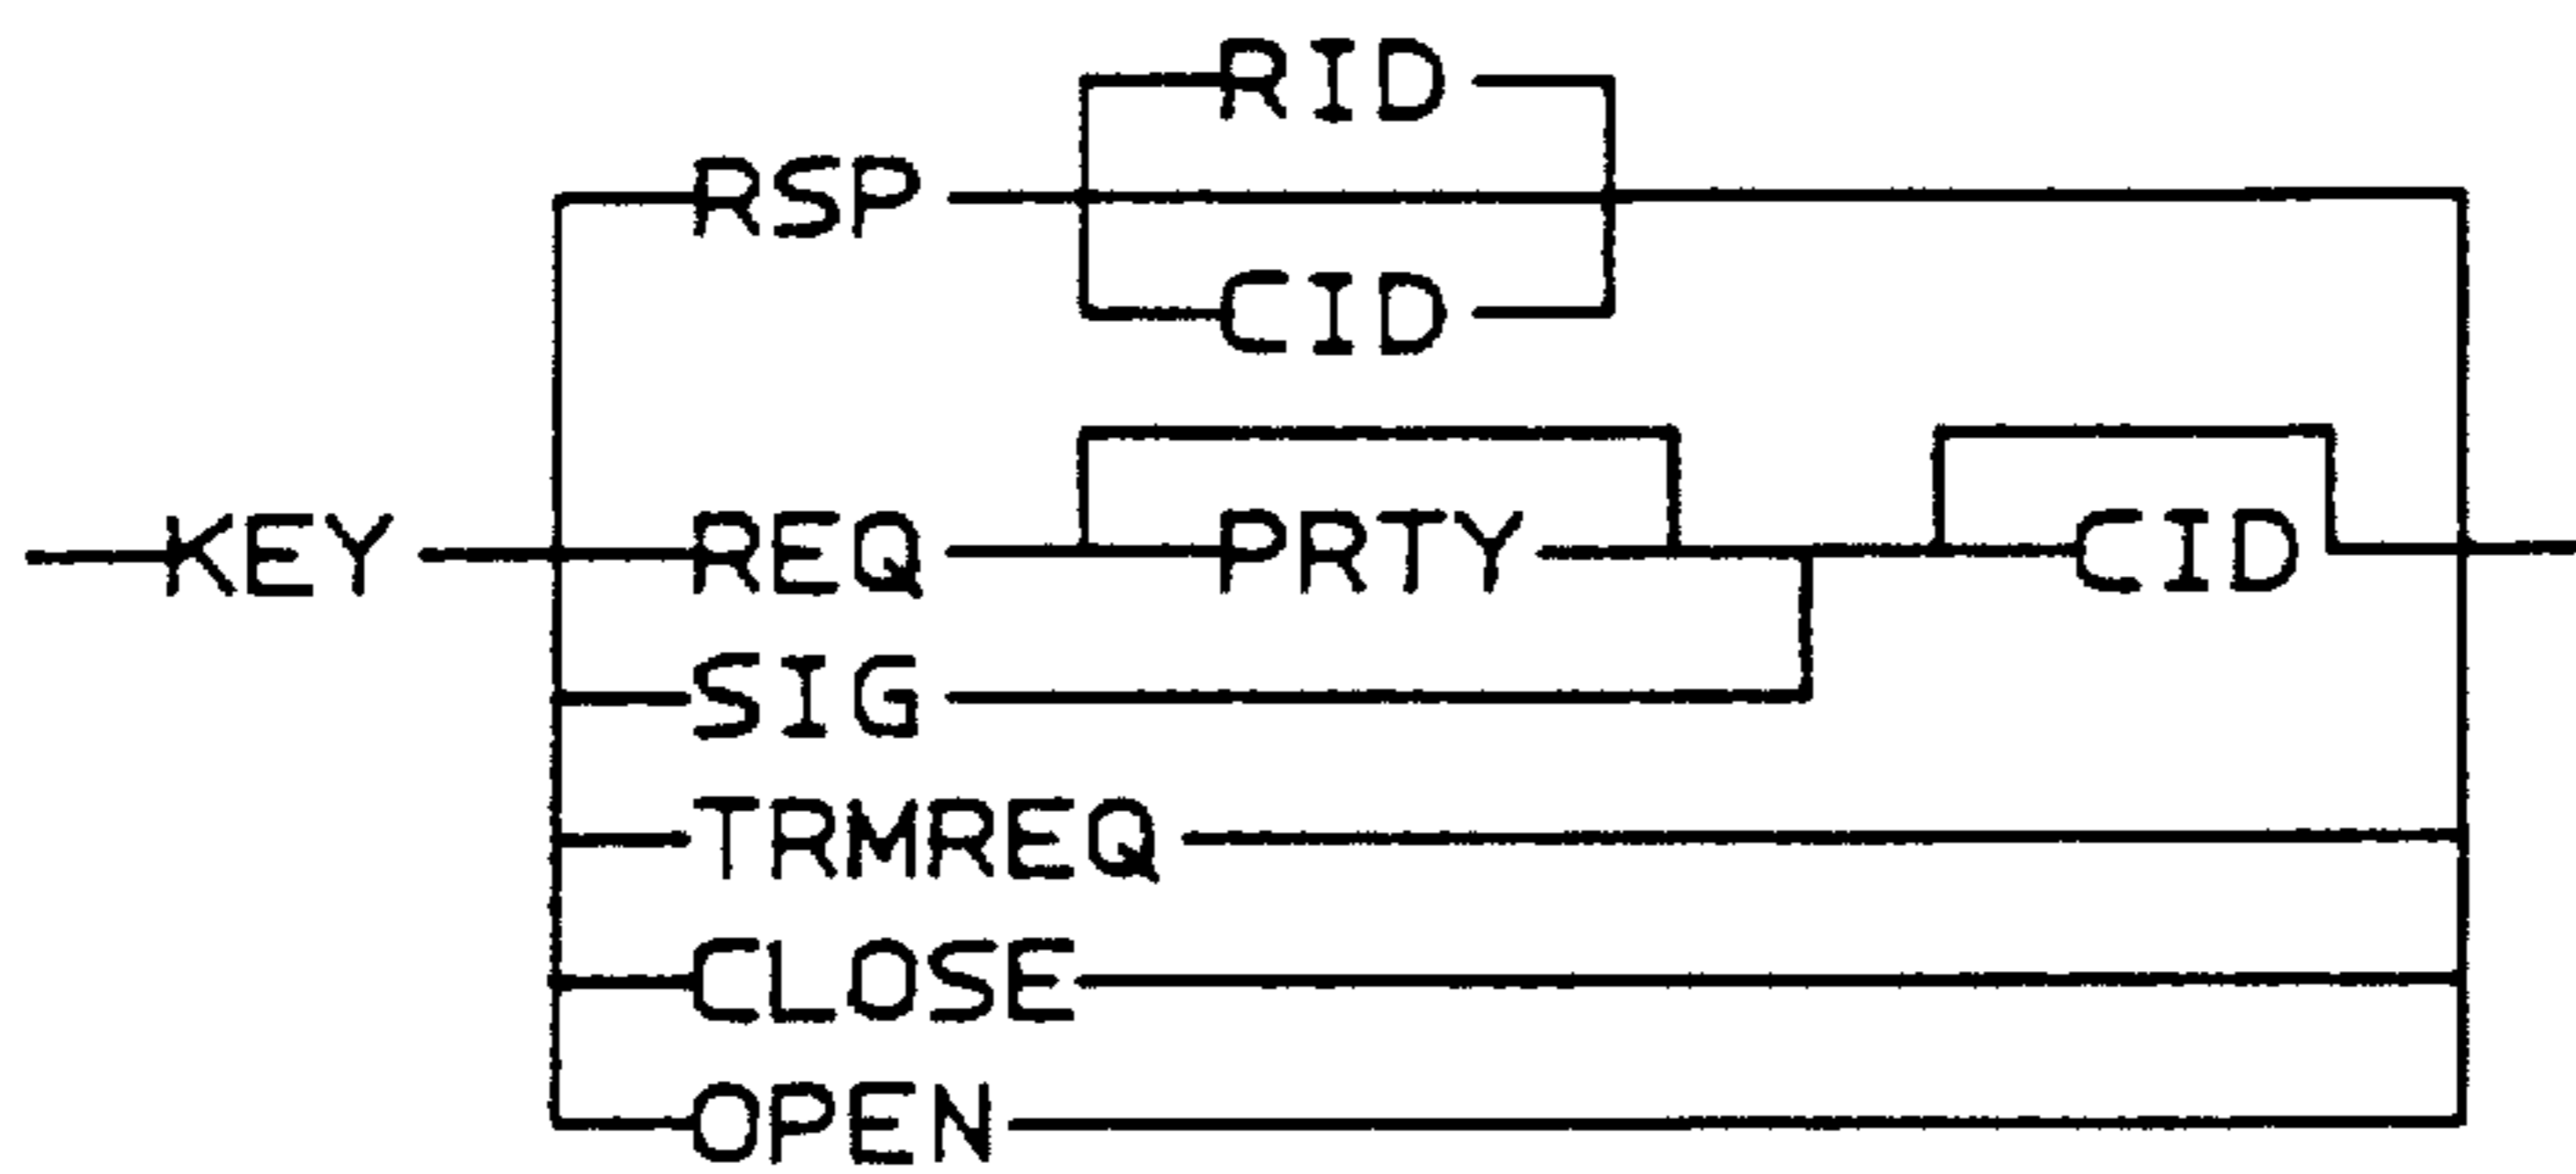 RID
RSP
CID
KEY REQ PRTY CID
SIG
TRMREQ
CLOSE
OPEN